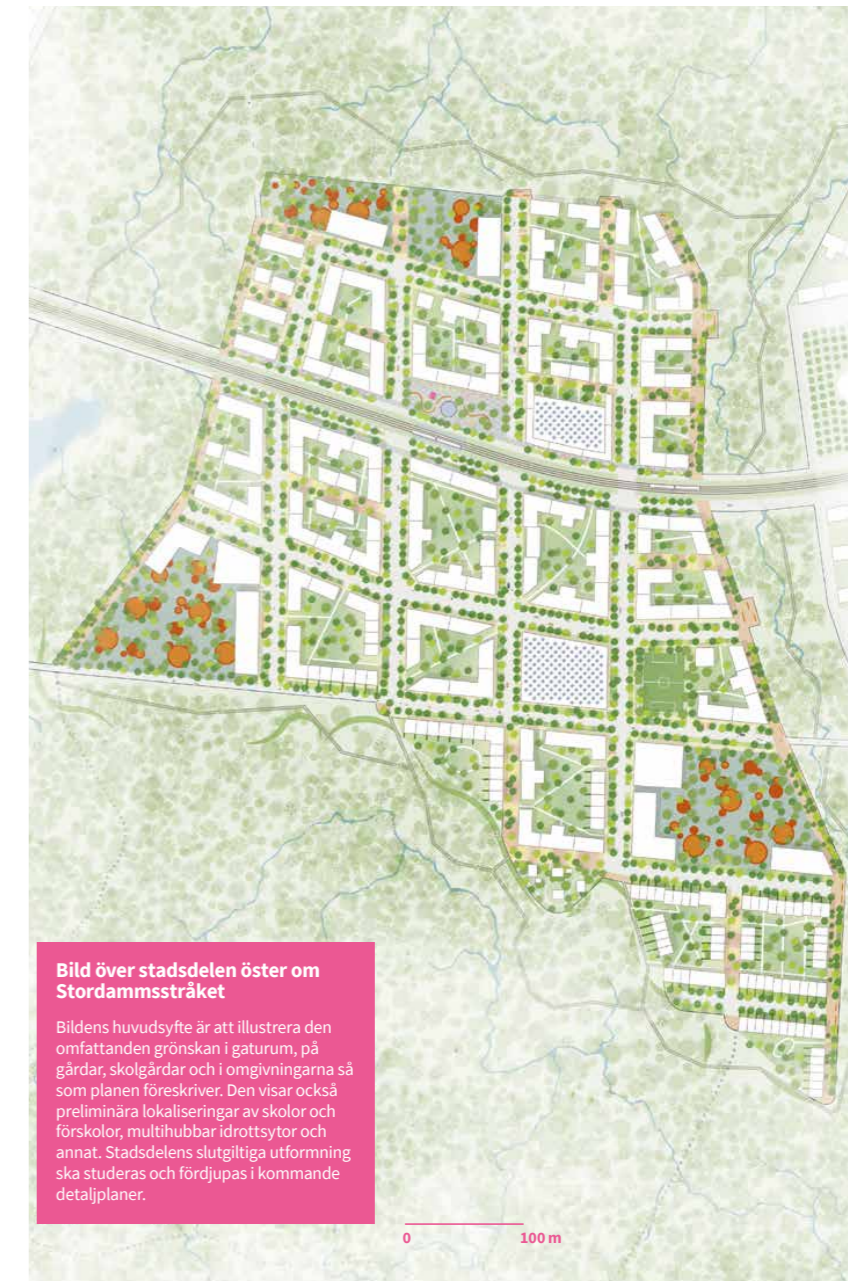 Bild över stadsdelen öster om
Stordammsstråket
Bildens huvudsyfte är att illustrera den
omfattanden grönskan i gaturum, på
gårdar, skolgårdar och i omgivningarna så
som planen föreskriver. Den visar också
preliminära lokaliseringar av skolor och
förskolor, multihubbar idrottsytor och
annat. Stadsdelens slutgiltiga utformning
ska studeras och fördjupas i kommande
detaljplaner.
0 100 m